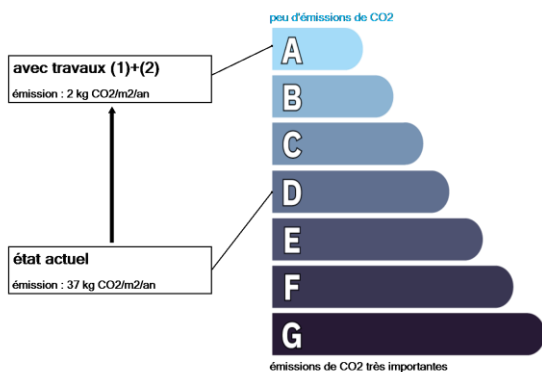 peu d'émissions de CO2
avec travaux (1)+(2)
émission : 2 kg CO2/m2/an
état actuel
émission : 37 kg CO2/m2/an
A
B
C
D
E
F
G
émissions de CO2 très importantes